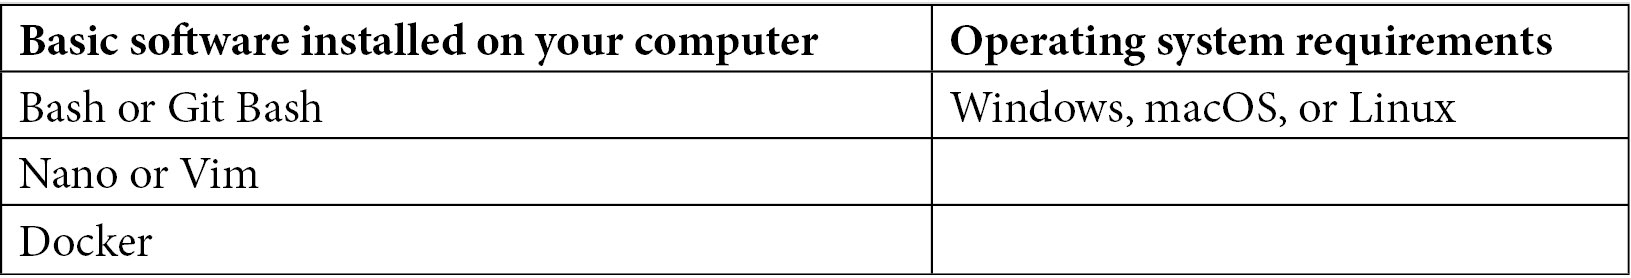 Basic software installed on your computer Operating system requirements
Bash or Git Bash Windows, macOS, or Linux
Nano or Vim
Docker